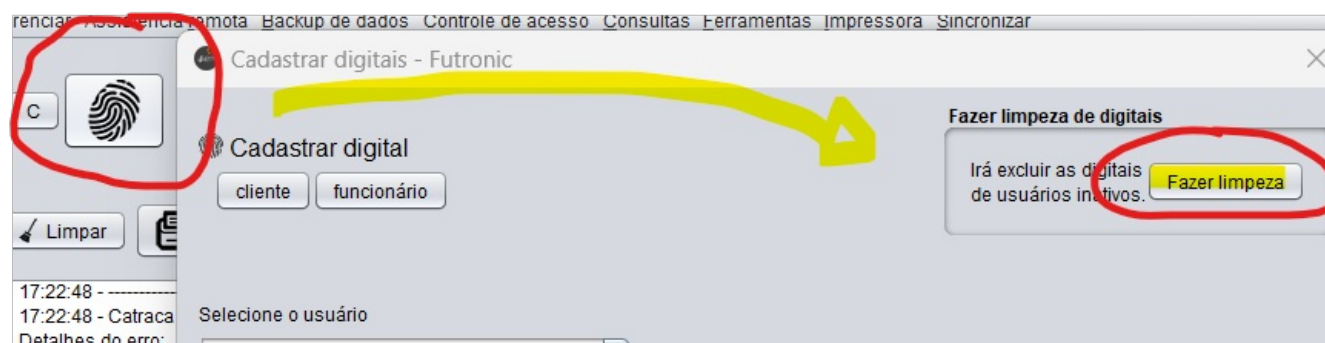 Assistência remota Backup de dados Controle de acesso Consultas Ferramentas Impressora Sincronizar
Cadastrar digitais - Futronic
C
Fazer limpeza de digitais
Cadastrar digital
Irá excluir as digitais
de usuários inativos.
Fazer limpeza
cliente funcionário
Limpar
17:22:48 - ------------
17:22:48 - Catraca
Selecione o usuário
Detalhes do erro: